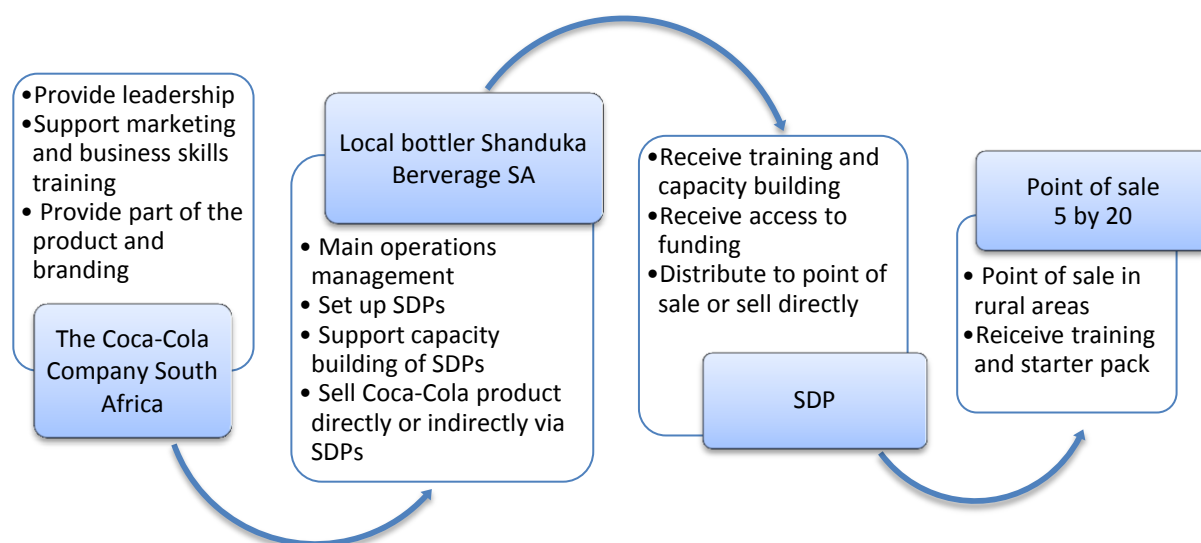 •Provide leadership
•Support marketing
and business skills
training
• Provide part of the
product and
branding
The Coca-Cola
Company South
Africa
Local bottler Shanduka
Berverage SA
• Main operations
management
• Set up SDPs
• Support capacity
building of SDPs
• Sell Coca-Cola product
directly or indirectly via
SDPs
•Receive training and
capacity building
•Receive access to
funding
•Distribute to point of
sale or sell directly
SDP
Point of sale
5 by 20
• Point of sale in
rural areas
•Reiceive training
and starter pack